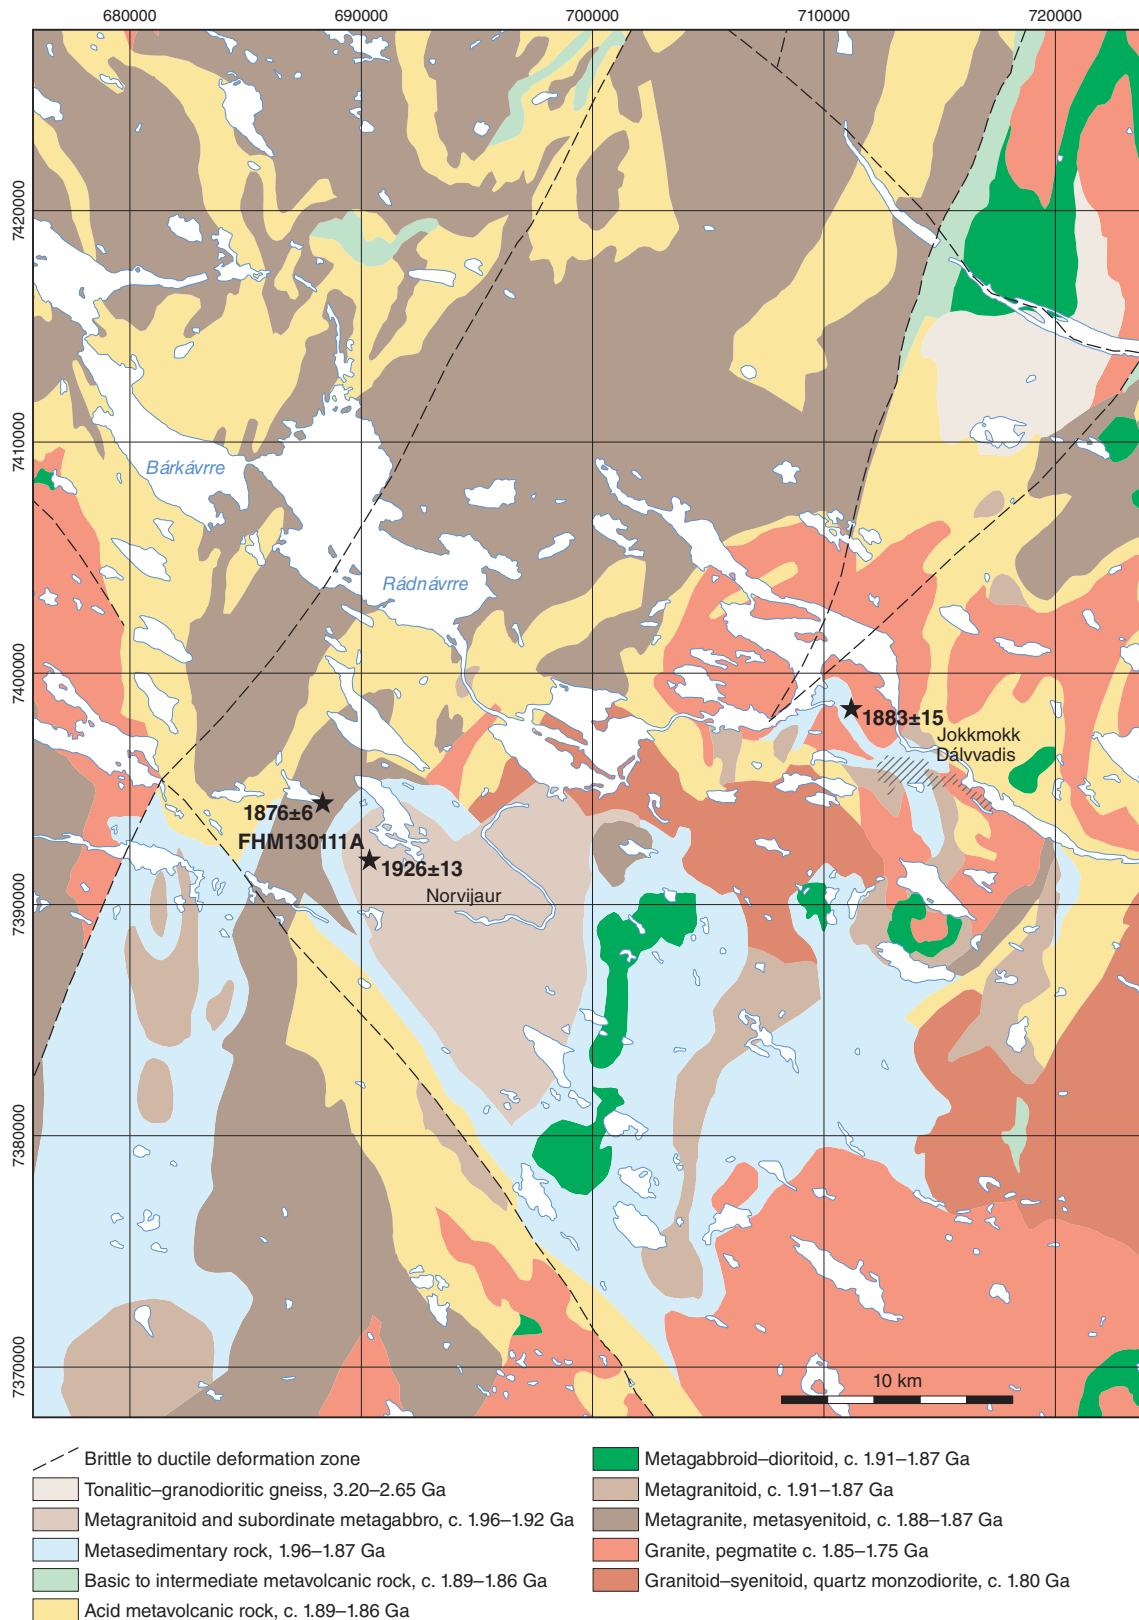 680000
690000
700000
710000
720000
7420000
7410000
7400000
7390000
7380000
7370000
Bárkávrre
Rádnávrre
1883±15
Jokkmokk
Dálvvadis
1876±6
FHM130111A
1926±13
Norvijaur
10 km
Brittle to ductile deformation zone
Tonalitic–granodioritic gneiss, 3.20–2.65 Ga
Metagranitoid and subordinate metagabbro, c. 1.96–1.92 Ga
Metasedimentary rock, 1.96–1.87 Ga
Basic to intermediate metavolcanic rock, c. 1.89–1.86 Ga
Acid metavolcanic rock, c. 1.89–1.86 Ga
Metagabbroid–dioritoid, c. 1.91–1.87 Ga
Metagranitoid, c. 1.91–1.87 Ga
Metagranite, metasyenitoid, c. 1.88–1.87 Ga
Granite, pegmatite c. 1.85–1.75 Ga
Granitoid–syenitoid, quartz monzodiorite, c. 1.80 Ga